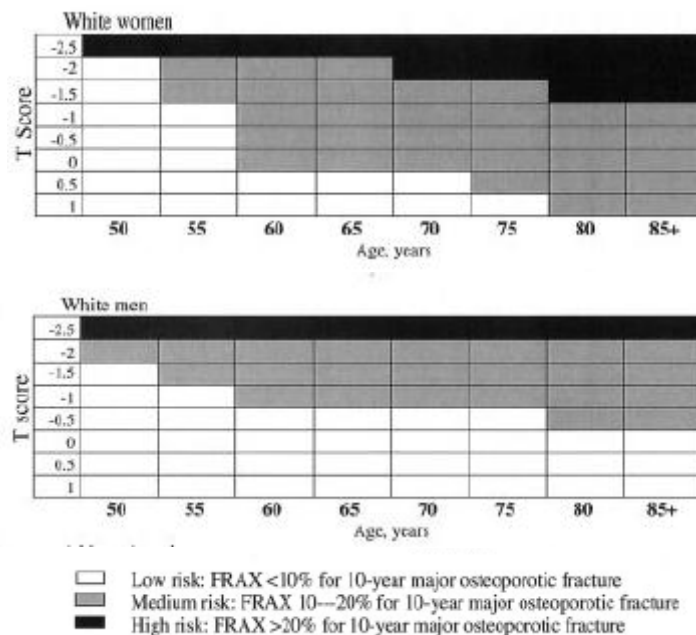 White women
T Score
-2.5
-2
-1.5
-1
-0.5
0
0.5
1
50 55 60 65 70 75 80 85+
Age, years
White men
T score
-2.5
-2
-1.5
-1
-0.5
0
0.5
1
50 55 60 65 70 75 80 85+
Age, years
Low risk: FRAX <10% for 10-year major osteoporotic fracture
Medium risk: FRAX 10---20% for 10-year major osteoporotic fracture
High risk: FRAX >20% for 10-year major osteoporotic fracture